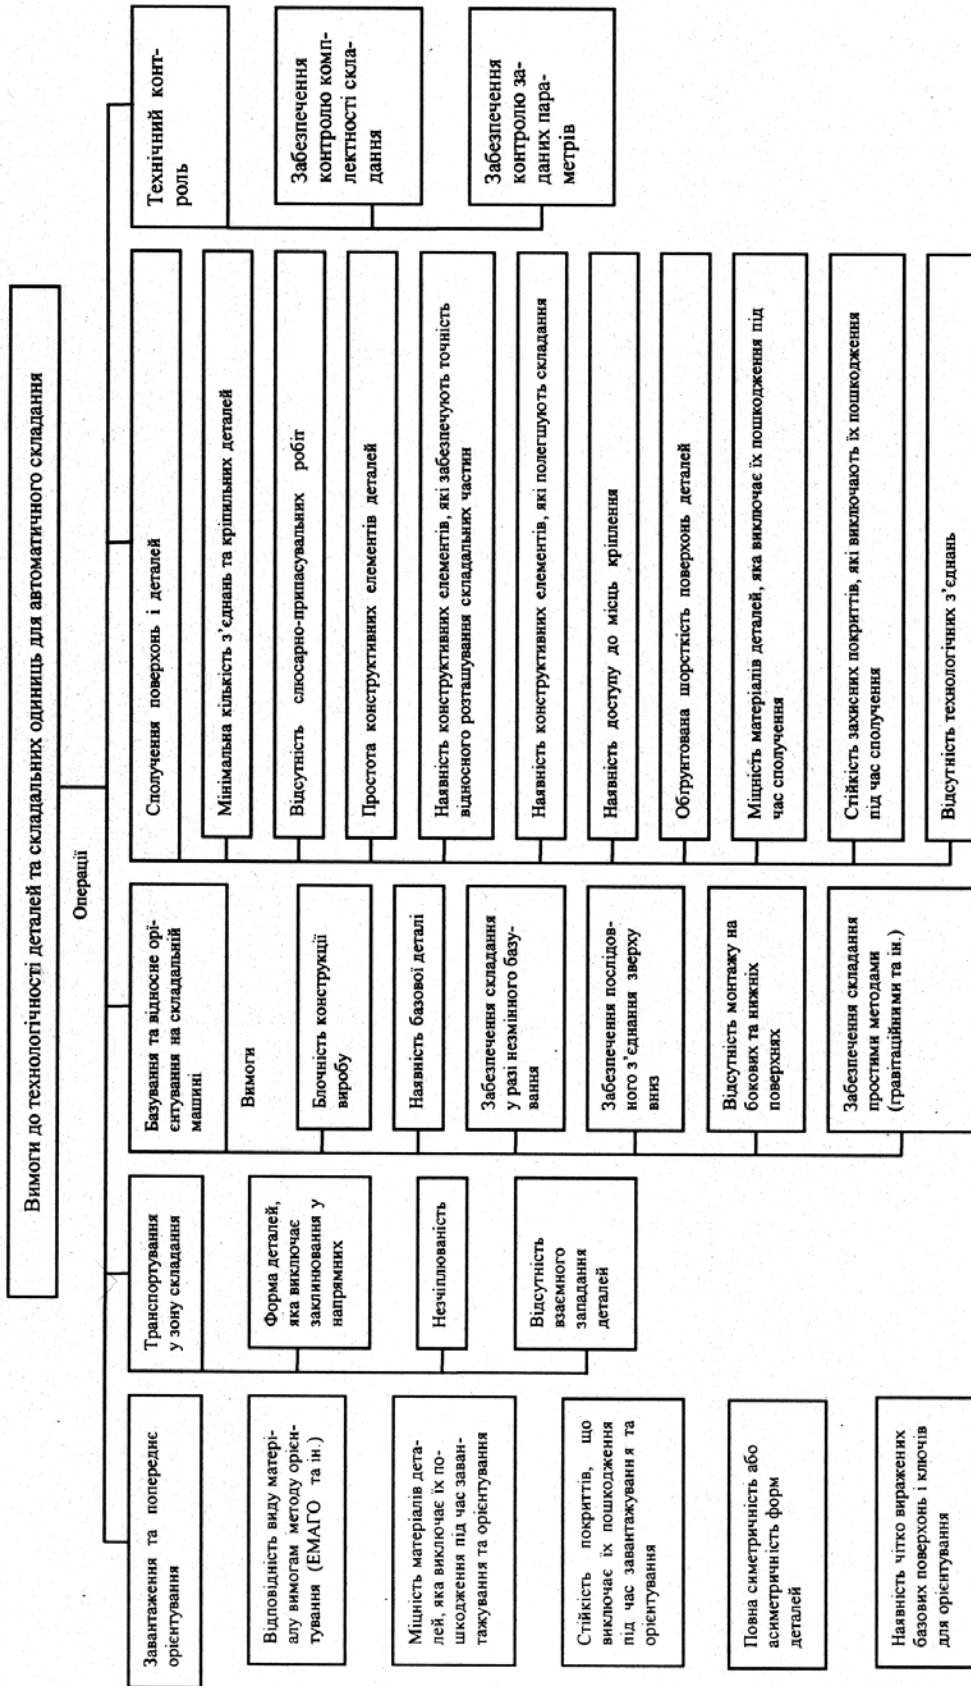 Вимоги до технологічності деталей та складальних одиниць для автоматичного складання
Операції
Завантаження та попереднє
орієнтування
Відповідність виду матері-
алу вимогам методу орієн-
тування (ЕМАГО та ін.)
Міцність матеріалів дета-
лей, яка виключає їх по-
шкодження під час заван-
тажування та орієнтування
Стійкість покриттів, що
виключає їх пошкодження
під час завантажування та
орієнтування
Повна симетричність або
асиметричність форм
деталей
Наявність чітко виражених
базових поверхонь і ключів
для орієнтування
Транспортування
у зону складання
Форма деталей,
яка виключає
заклинювання у
напрямних
Незчіплюваність
Відсутність
взаємного
западання
деталей
Базування та відносне орі-
єнтування на складальній
машині
Вимоги
Блочність конструкції
виробу
Наявність базової деталі
Забезпечення складання
у разі незмінного базу-
вання
Забезпечення послідов-
ного з’єднання зверху
вниз
Відсутність монтажу на
бокових та нижніх
поверхнях
Забезпечення складання
простими методами
(гравітаційними та ін.)
Сполучення поверхонь і деталей
Мінімальна кількість з’єднань та кріпильних деталей
Відсутність слюсарно-припасувальних робіт
Простота конструктивних елементів деталей
Наявність конструктивних елементів, які забезпечують точність
відносного розташування складальних частин
Наявність конструктивних елементів, які полегшують складання
Наявність доступу до місць кріплення
Обґрунтована шорсткість поверхонь деталей
Міцність матеріалів деталей, яка виключає їх пошкодження під
час сполучення
Стійкість захисних покриттів, які виключають їх пошкодження
під час сполучення
Відсутність технологічних з’єднань
Технічний конт-
роль
Забезпечення
контролю комп-
лектності скла-
дання
Забезпечення
контролю за-
даних пара-
метрів